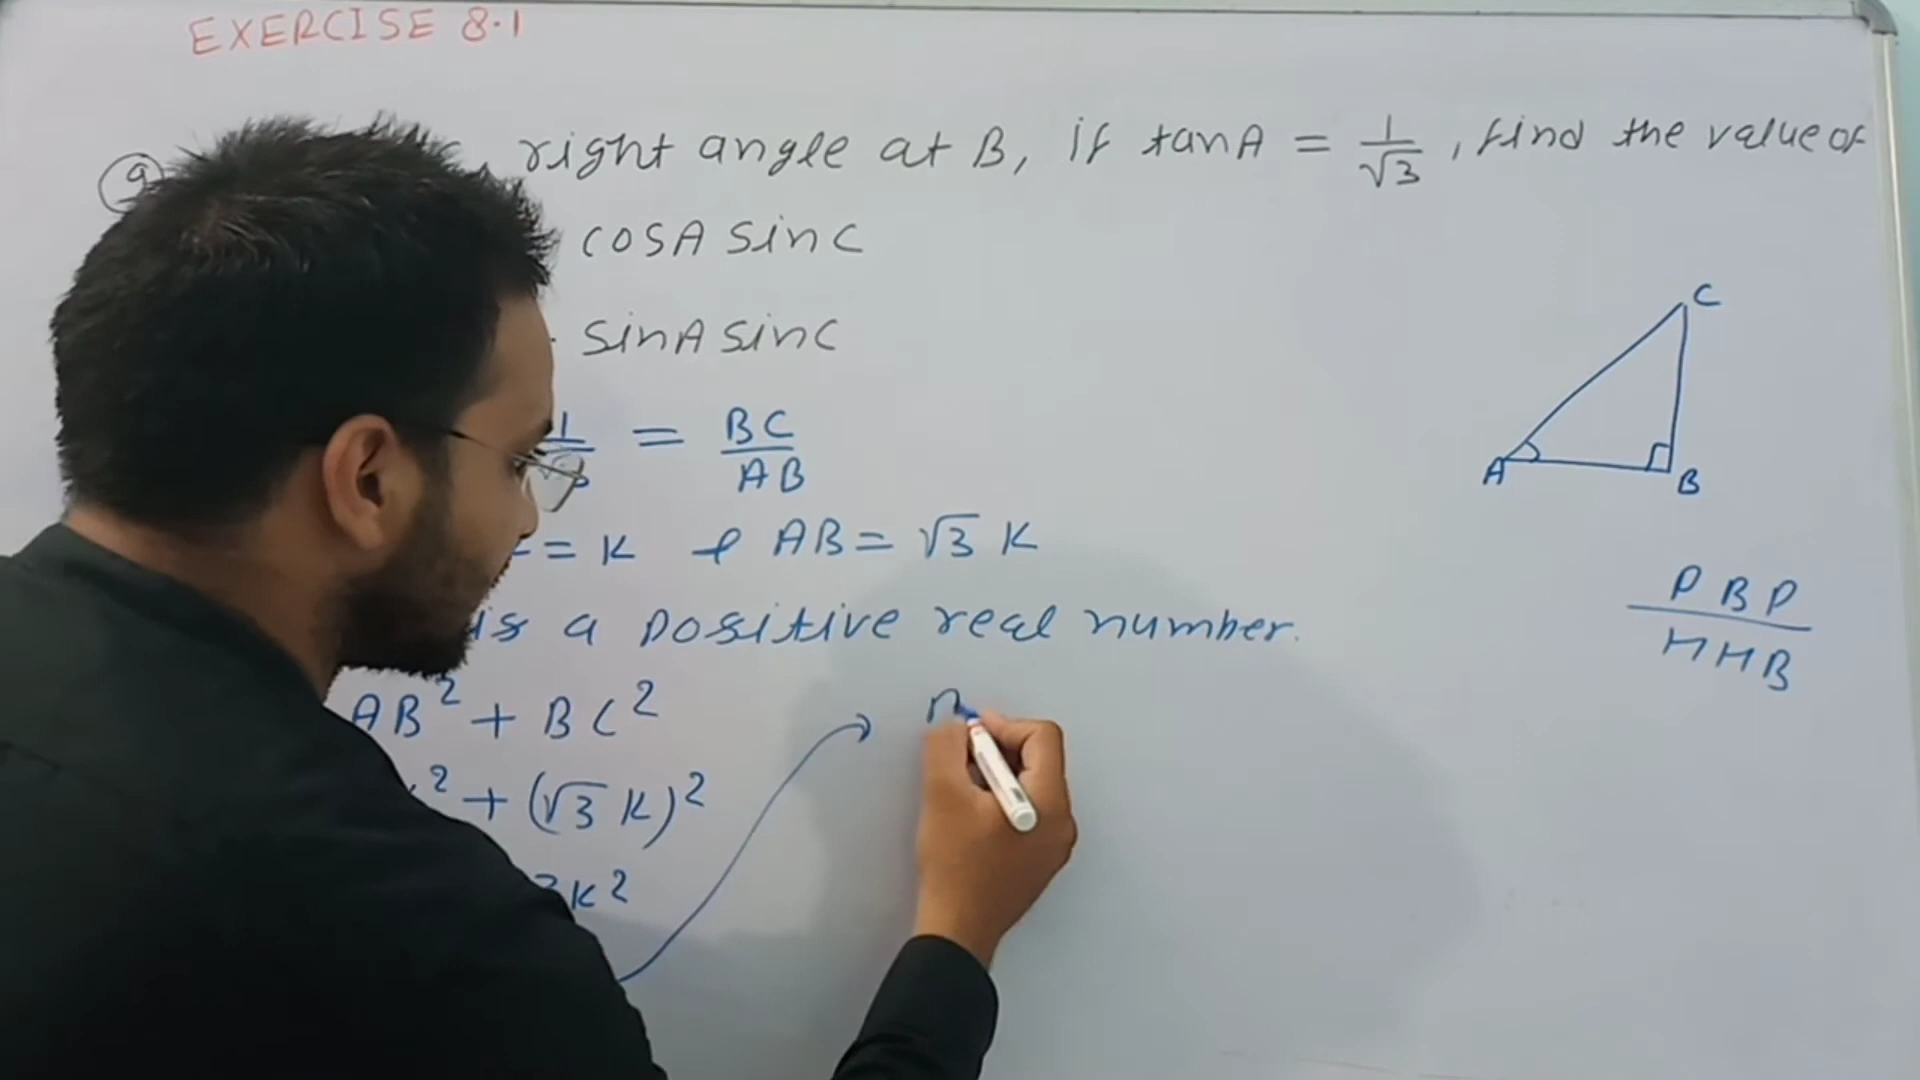 EXERCISE 8.1
9 right angle at B, if tanA = 1/√3, find the value of
cosA sinC
sinA sinC
1 = BC/AB
= K & AB = √3 K
is a positive real number.
AB² + BC²
² + (√3 K)²
3K²
C
A
B
P B P
H H B